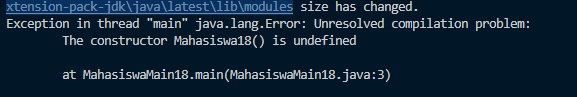 xtension-pack-jdk\java\latest\lib\modules size has changed.
Exception in thread "main" java.lang.Error: Unresolved compilation problem:
The constructor Mahasiswa18() is undefined
at MahasiswaMain18.main(MahasiswaMain18.java:3)